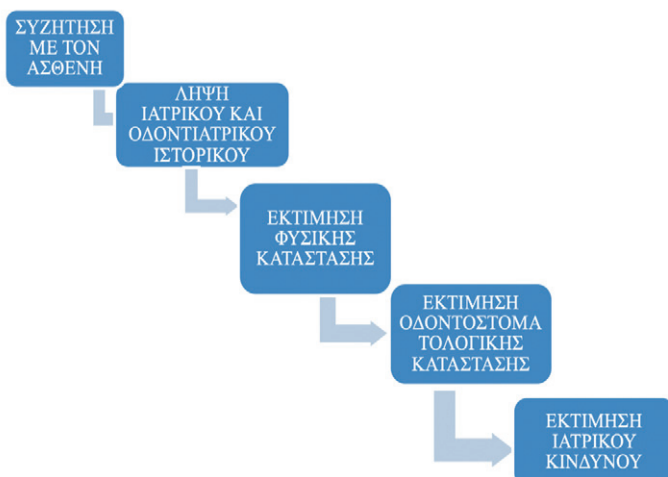 ΣΥΖΗΤΗΣΗ
ΜΕ ΤΟΝ
ΑΣΘΕΝΗ
ΛΗΨΗ
ΙΑΤΡΙΚΟΥ ΚΑΙ
ΟΔΟΝΤΙΑΤΡΙΚΟΥ
ΙΣΤΟΡΙΚΟΥ
ΕΚΤΙΜΗΣΗ
ΦΥΣΙΚΗΣ
ΚΑΤΑΣΤΑΣΗΣ
ΕΚΤΙΜΗΣΗ
ΟΔΟΝΤΟΣΤΟΜΑ
ΤΟΛΟΓΙΚΗΣ
ΚΑΤΑΣΤΑΣΗΣ
ΕΚΤΙΜΗΣΗ
ΙΑΤΡΙΚΟΥ
ΚΙΝΔΥΝΟΥ